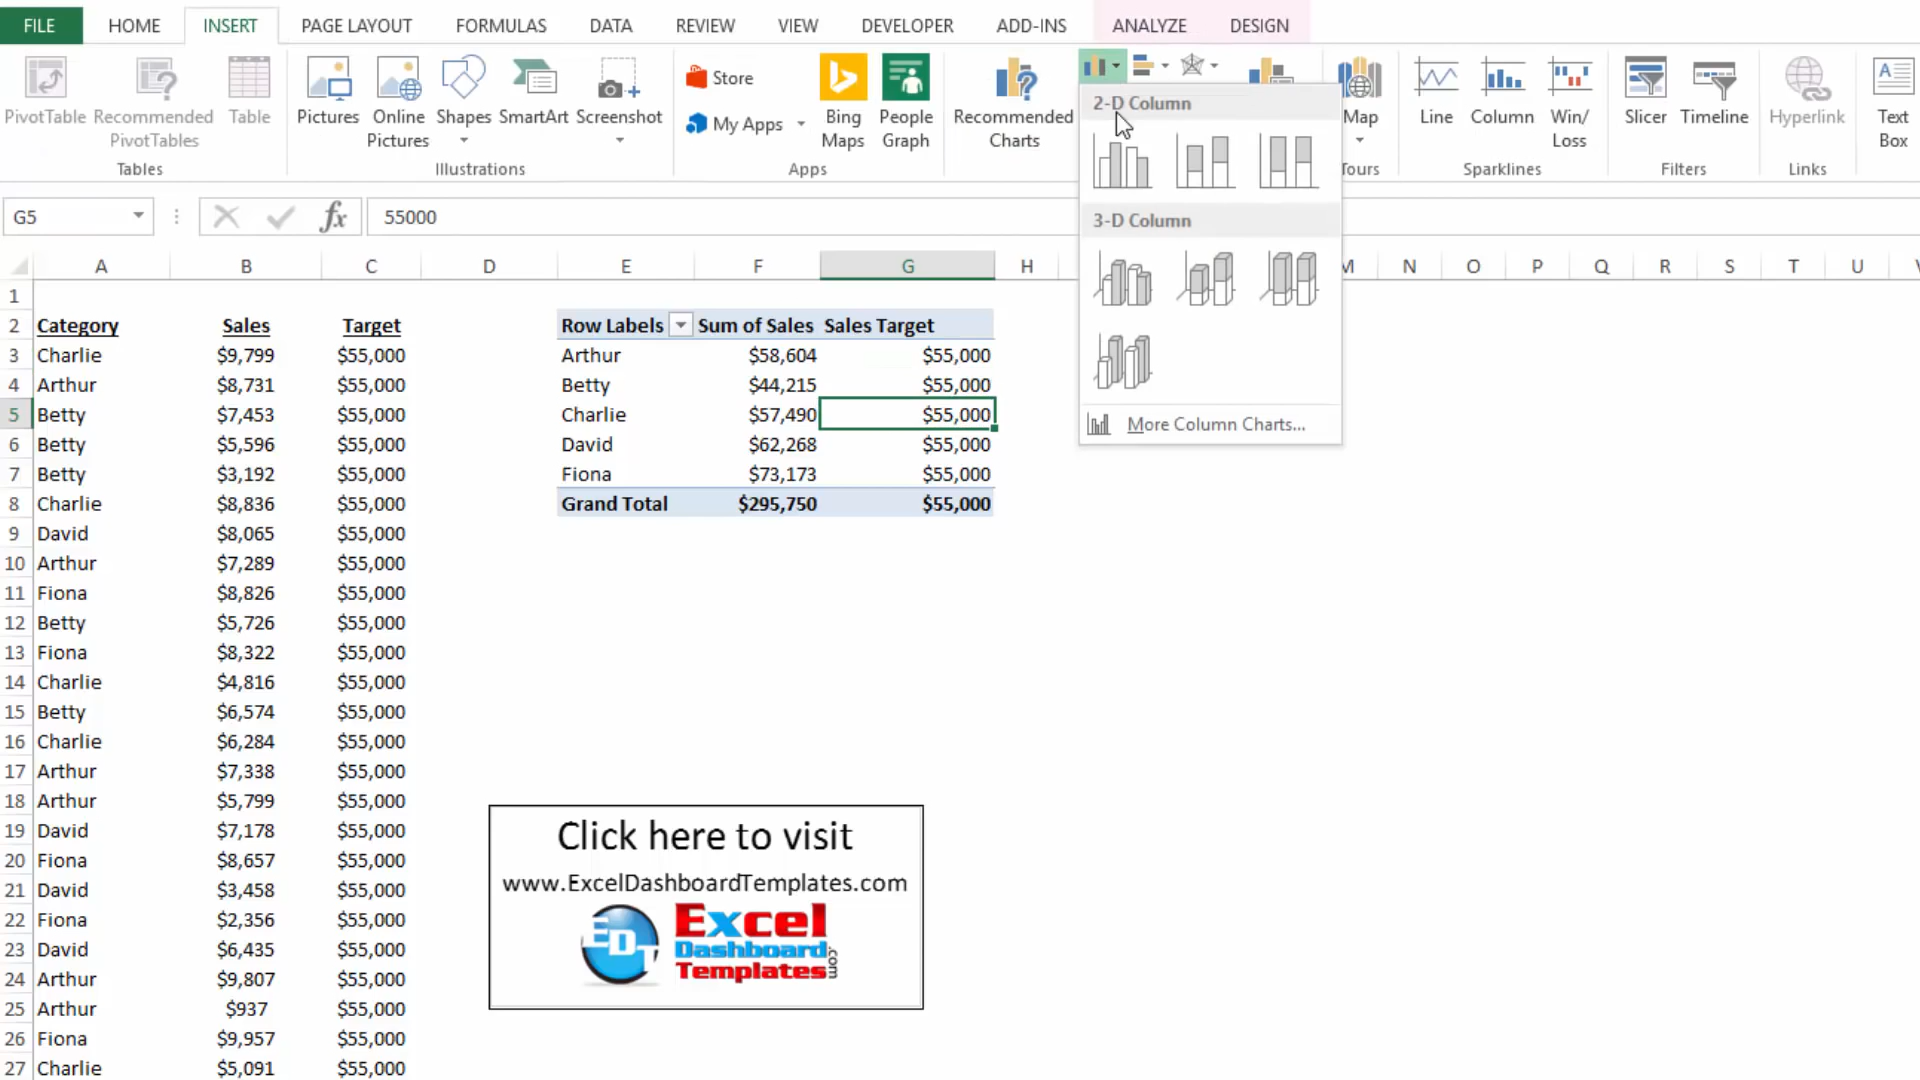 FILE HOME INSERT PAGE LAYOUT FORMULAS DATA REVIEW VIEW DEVELOPER ADD-INS ANALYZE DESIGN
PivotTable Recommended PivotTables Table
Tables
Pictures Online Pictures Shapes SmartArt Screenshot
Illustrations
Store
My Apps
Bing Maps People Graph
Apps
Recommended Charts
Map
Tours
Line Column Win/ Loss
Sparklines
Slicer Timeline
Filters
Hyperlink
Links
Text Box
2-D Column
3-D Column
More Column Charts...
G5 fx 55000
A B C D E F G H M N O P Q R S T U
1
2 Category Sales Target Row Labels Sum of Sales Sales Target
3 Charlie $9,799 $55,000 Arthur $58,604 $55,000
4 Arthur $8,731 $55,000 Betty $44,215 $55,000
5 Betty $7,453 $55,000 Charlie $57,490 $55,000
6 Betty $5,596 $55,000 David $62,268 $55,000
7 Betty $3,192 $55,000 Fiona $73,173 $55,000
8 Charlie $8,836 $55,000 Grand Total $295,750 $55,000
9 David $8,065 $55,000
10 Arthur $7,289 $55,000
11 Fiona $8,826 $55,000
12 Betty $5,726 $55,000
13 Fiona $8,322 $55,000
14 Charlie $4,816 $55,000
15 Betty $6,574 $55,000
16 Charlie $6,284 $55,000
17 Arthur $7,338 $55,000
18 Arthur $5,799 $55,000
19 David $7,178 $55,000
20 Fiona $8,657 $55,000
21 David $3,458 $55,000
22 Fiona $2,356 $55,000
23 David $6,435 $55,000
24 Arthur $9,807 $55,000
25 Arthur $937 $55,000
26 Fiona $9,957 $55,000
27 Charlie $5,091 $55,000
Click here to visit
www.ExcelDashboardTemplates.com
EDT
Excel
Dashboard
Templates
.com